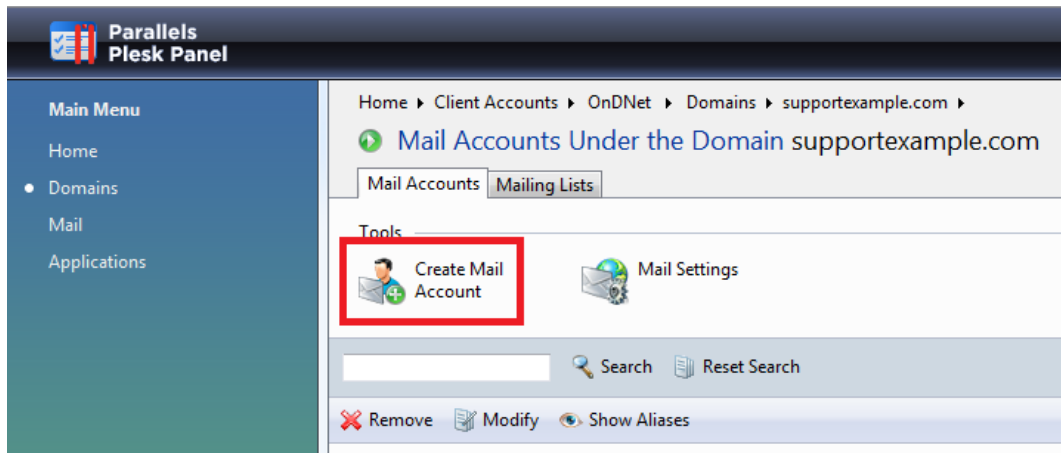 Parallels
Plesk Panel
Main Menu
Home
Domains
Mail
Applications
Home ▸ Client Accounts ▸ OnDNet ▸ Domains ▸ supportexample.com ▸
Mail Accounts Under the Domain supportexample.com
Mail Accounts Mailing Lists
Tools
Create Mail
Account
Mail Settings
Search Reset Search
Remove Modify Show Aliases